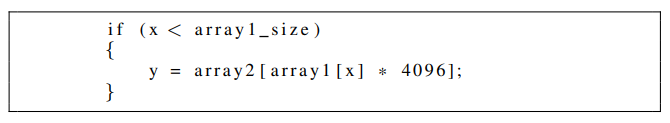 if (x < array1_size)
{
y = array2[array1[x] * 4096];
}